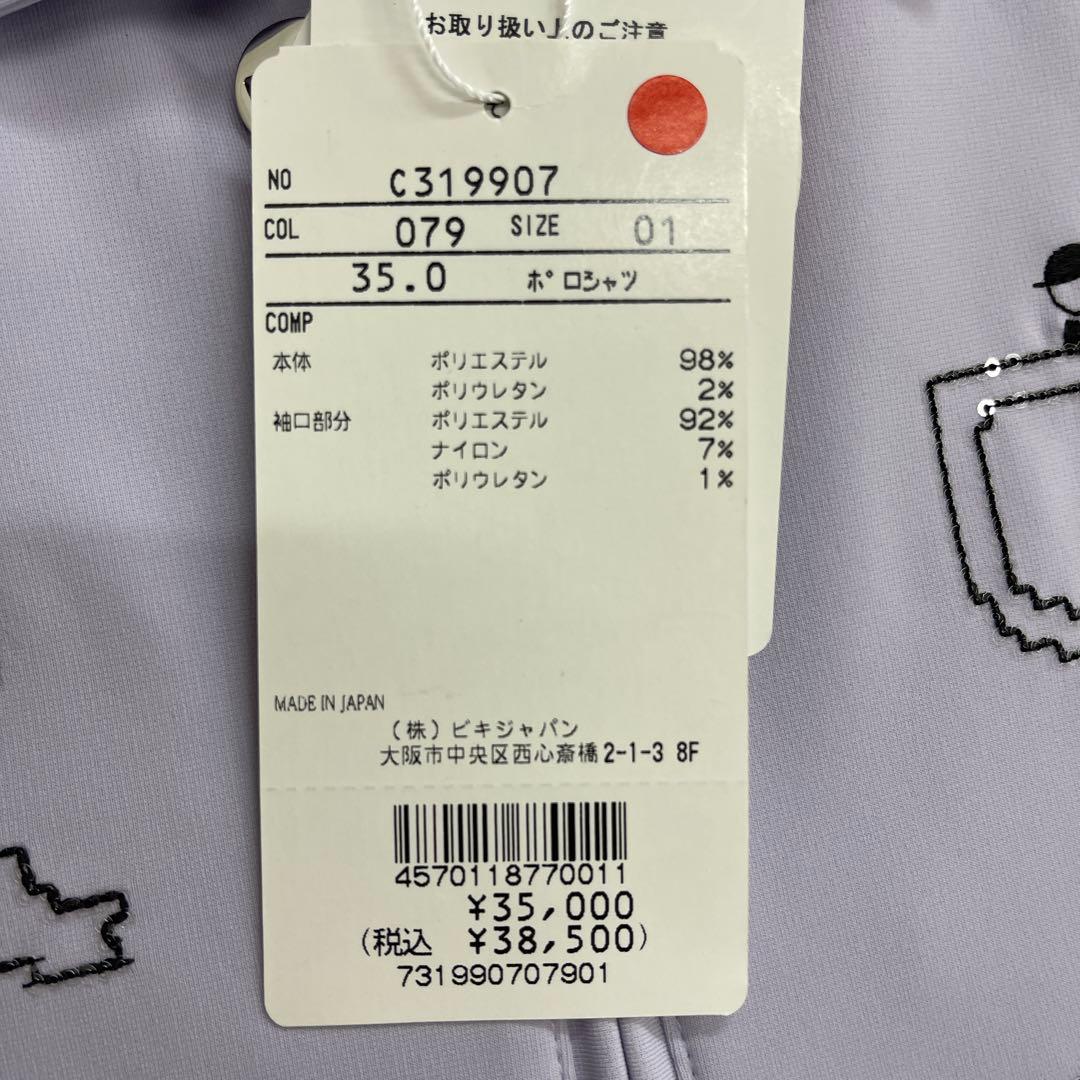 お取り扱い上のご注意
NO C319907
COL 079 SIZE 01
35.0 ポロシャツ
COMP
本体 ポリエステル 98%
ポリウレタン 2%
袖口部分 ポリエステル 92%
ナイロン 7%
ポリウレタン 1%
MADE IN JAPAN
(株)ビキジャパン
大阪市中央区西心斎橋2-1-3 8F
4570118770011
¥35,000
(税込 ¥38,500)
731990707901